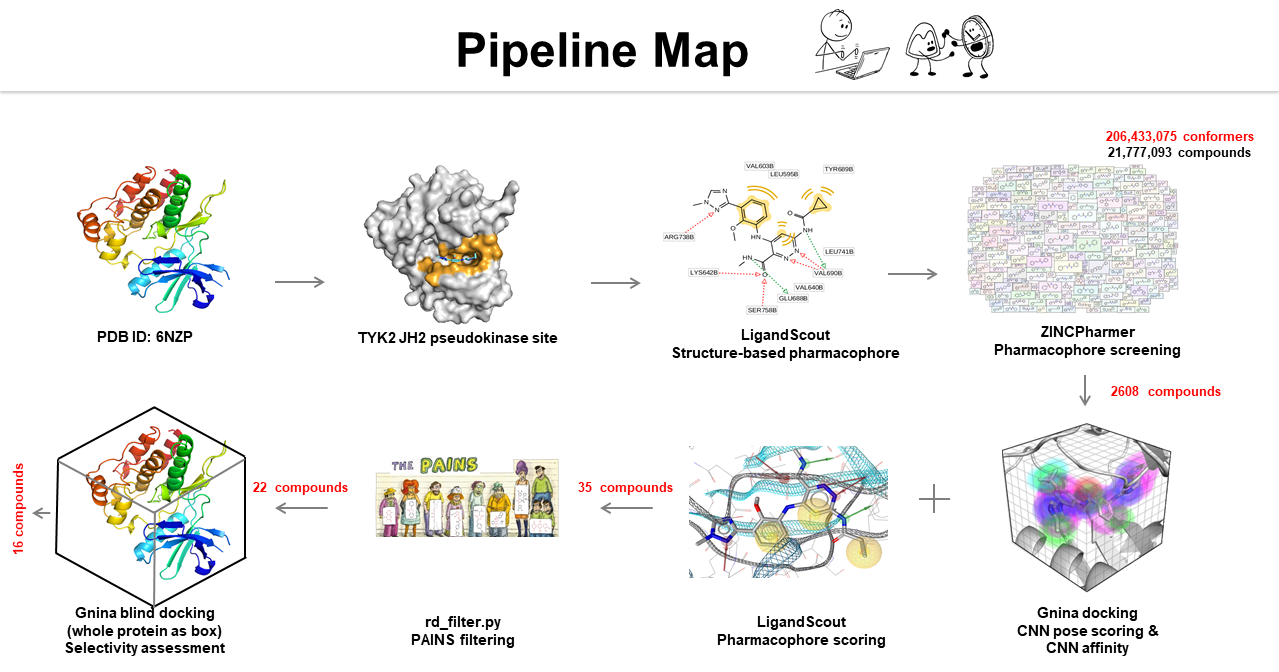 Pipeline Map
206,433,075 conformers
21,777,093 compounds
VAL603B
LEU595B
TYR689B
ARG738B
LYS642B
LEU741B
VAL690B
VAL640B
GLU688B
SER758B
N
N
N
O
HN
O
NH
N
N
HN
O
PDB ID: 6NZP
TYK2 JH2 pseudokinase site
LigandScout
Structure-based pharmacophore
ZINCPharmer
Pharmacophore screening
2608 compounds
THE PAINS
16 compounds
22 compounds
35 compounds
Gnina blind docking
(whole protein as box)
Selectivity assessment
rd_filter.py
PAINS filtering
LigandScout
Pharmacophore scoring
Gnina docking
CNN pose scoring &
CNN affinity